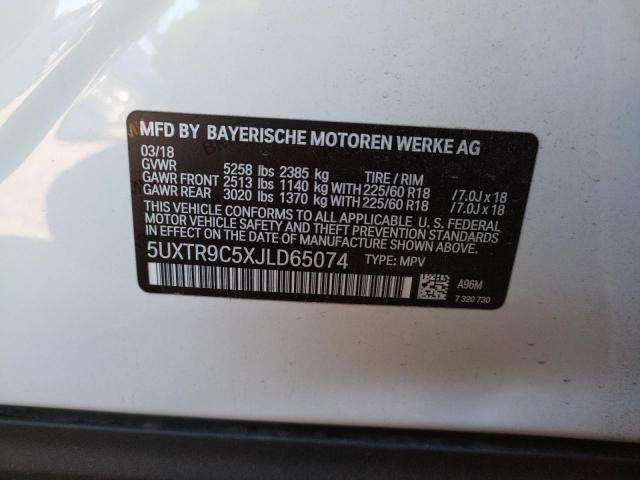 MFD BY BAYERISCHE MOTOREN WERKE AG
03/18
GVWR 5258 lbs 2385 kg TIRE / RIM
GAWR FRONT 2513 lbs 1140 kg WITH 225/60 R18 /7.0J x 18
GAWR REAR 3020 lbs 1370 kg WITH 225/60 R18 /7.0J x 18
THIS VEHICLE CONFORMS TO ALL APPLICABLE U. S. FEDERAL
MOTOR VEHICLE SAFETY STANDARDS
IN EFFECT ON THE DATE OF MANUFACTURE SHOWN ABOVE.
5UXTR9C5XJLD65074 TYPE: MPV
A96M
7 320 730